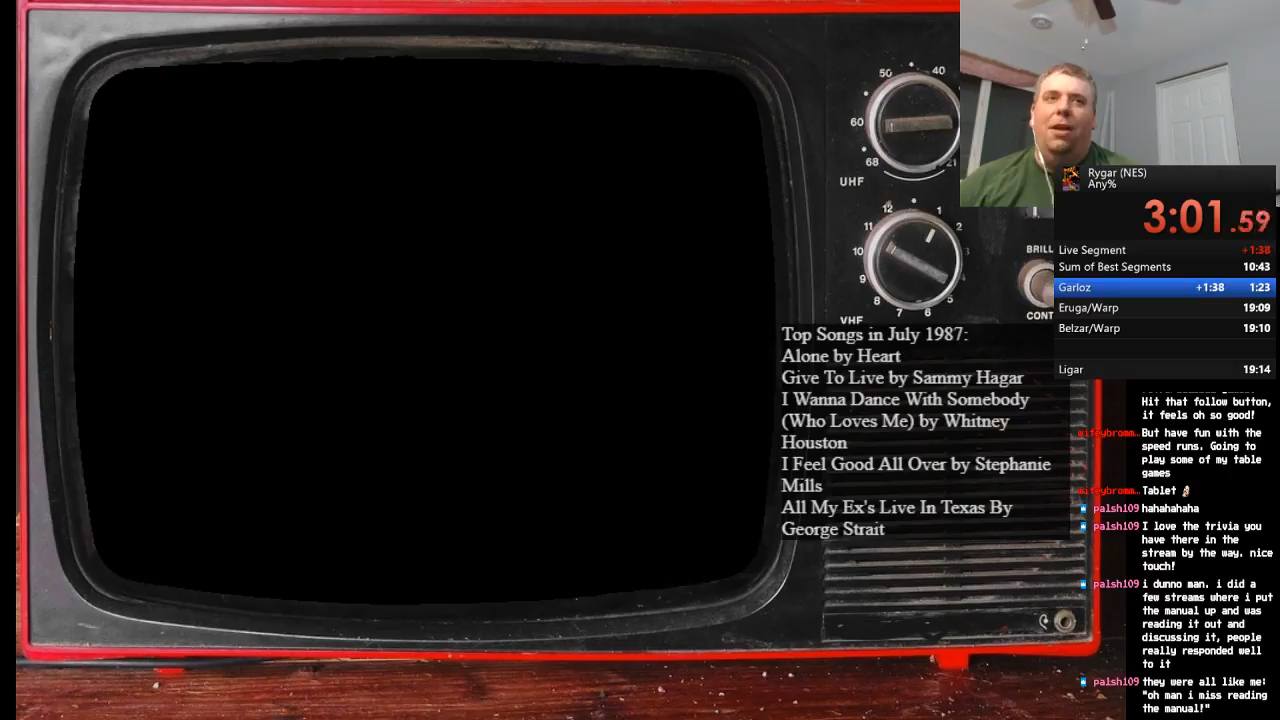 50
40
60
68
21
UHF
12
1
11
2
10
3
9
8
5
7
6
VHF
BRILL
CONT
Rygar (NES)
Any%
3:01.59
Live Segment +1:38
Sum of Best Segments 10:43
Garloz +1:38 1:23
Eruga/Warp 19:09
Belzar/Warp 19:10
Ligar 19:14
Top Songs in July 1987:
Alone by Heart
Give To Live by Sammy Hagar
I Wanna Dance With Somebody
(Who Loves Me) by Whitney
Houston
I Feel Good All Over by Stephanie
Mills
All My Ex's Live In Texas By
George Strait
Hit that follow button,
it feels oh so good!
wifeybromm… But have fun with the
speed runs. Going to
play some of my table
games
wifeybromm… Tablet
palsh109 hahahahaha
palsh109 I love the trivia you
have there in the
stream by the way. nice
touch!
palsh109 i dunno man. i did a
few streams where i put
the manual up and was
reading it out and
discussing it, people
really responded well
to it
palsh109 they were all like me:
"oh man i miss reading
the manual!"